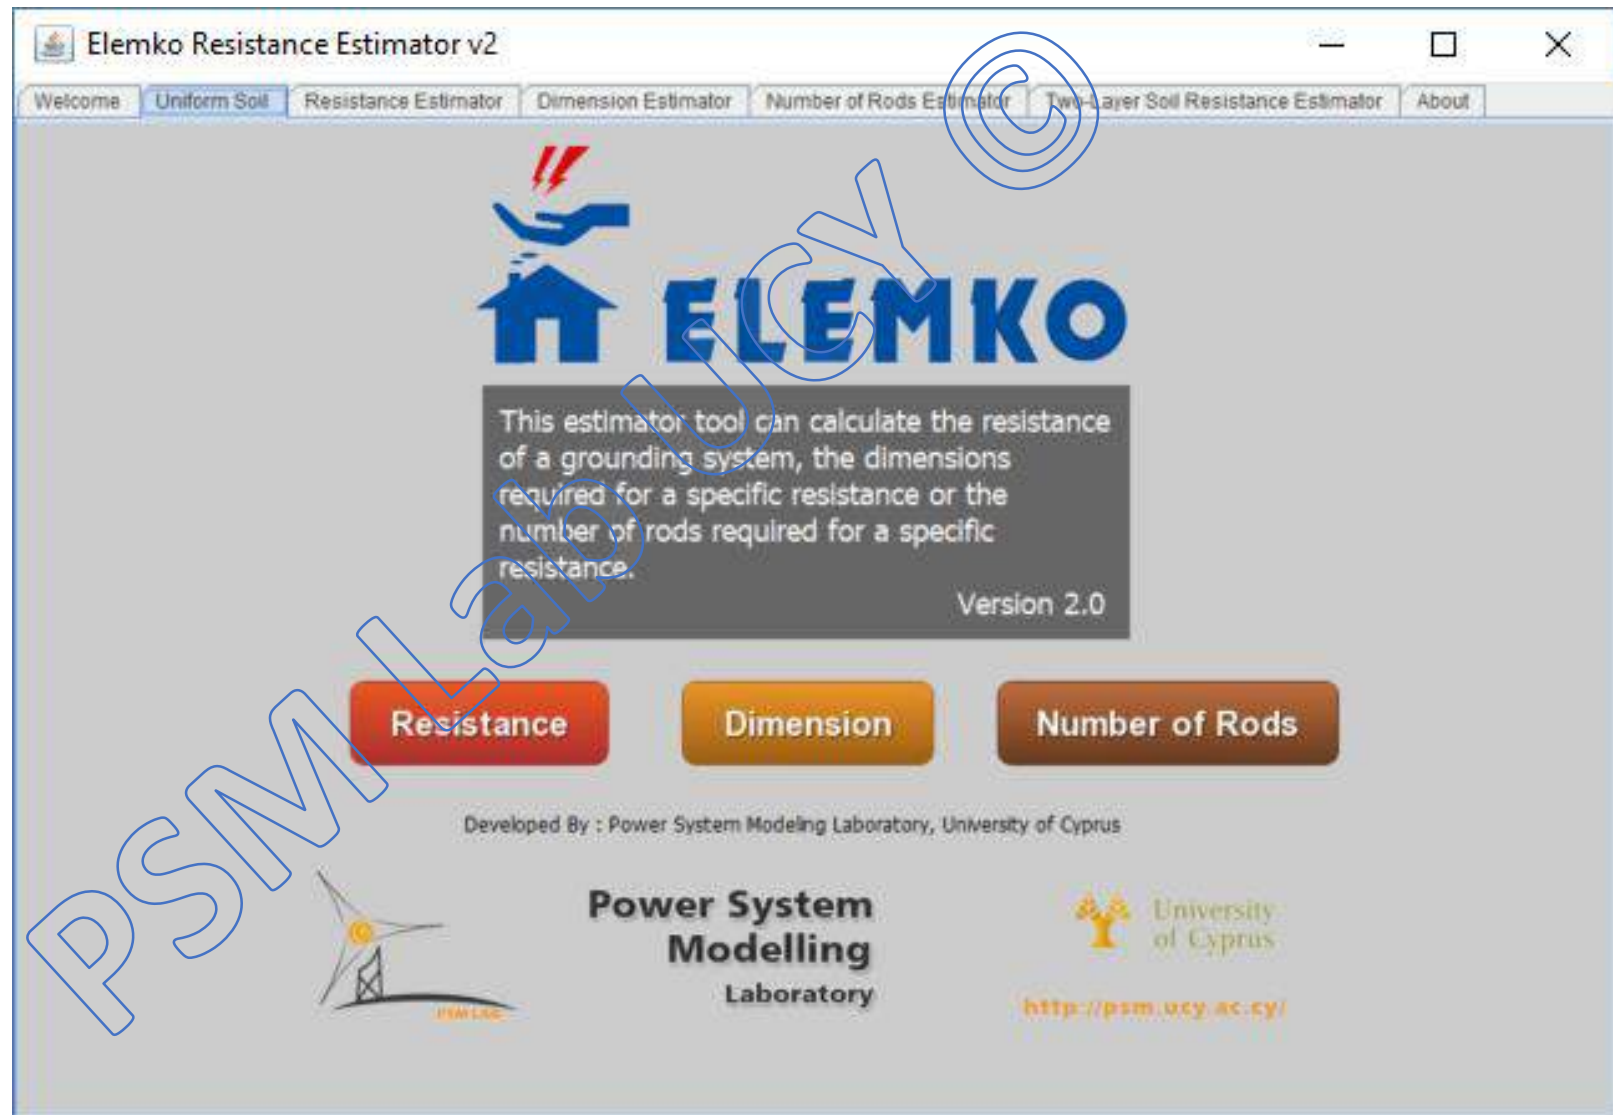 Elemko Resistance Estimator v2
Welcome Uniform Soil Resistance Estimator Dimension Estimator Number of Rods Estimator Two-Layer Soil Resistance Estimator About
ELEMKO
This estimator tool can calculate the resistance
of a grounding system, the dimensions
required for a specific resistance or the
number of rods required for a specific
resistance.
Version 2.0
Resistance Dimension Number of Rods
Developed By : Power System Modeling Laboratory, University of Cyprus
Power System
Modelling
Laboratory
PSM LAB
University
of Cyprus
http://psm.ucy.ac.cy/
PSM Lab UCY ©